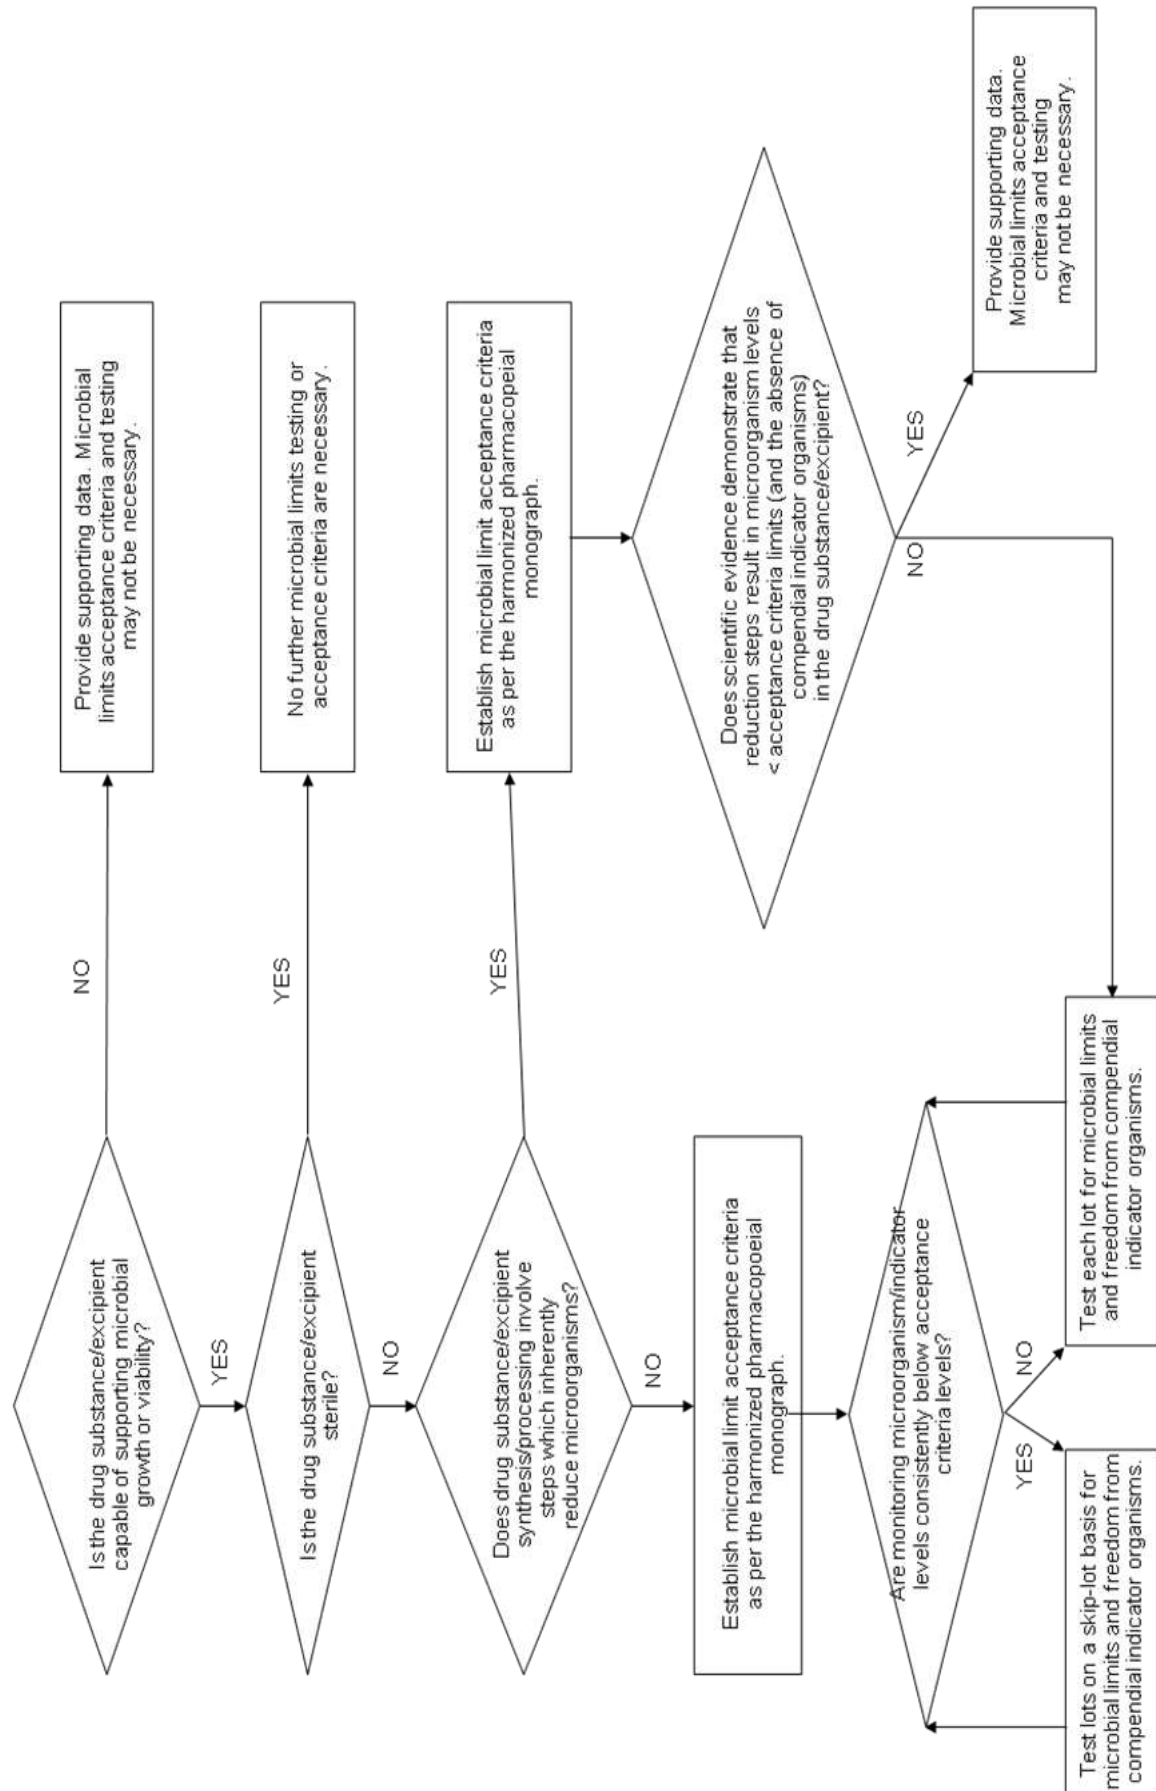 Is the drug substance/excipient
capable of supporting microbial
growth or viability?
NO
Provide supporting data. Microbial
limits acceptance criteria and testing
may not be necessary.
YES
Is the drug substance/excipient
sterile?
YES
No further microbial limits testing or
acceptance criteria are necessary.
NO
Does drug substance/excipient
synthesis/processing involve
steps which inherently
reduce microorganisms?
YES
Establish microbial limit acceptance criteria
as per the harmonized pharmacopeial
monograph.
NO
Establish microbial limit acceptance criteria
as per the harmonized pharmacopoeial
monograph.
Does scientific evidence demonstrate that
reduction steps result in microorganism levels
< acceptance criteria limits (and the absence of
compendial indicator organisms)
in the drug substance/excipient?
NO
YES
Provide supporting data.
Microbial limits acceptance
criteria and testing
may not be necessary.
Are monitoring microorganism/indicator
levels consistently below acceptance
criteria levels?
YES
NO
Test lots on a skip-lot basis for
microbial limits and freedom from
compendial indicator organisms.
Test each lot for microbial limits
and freedom from compendial
indicator organisms.